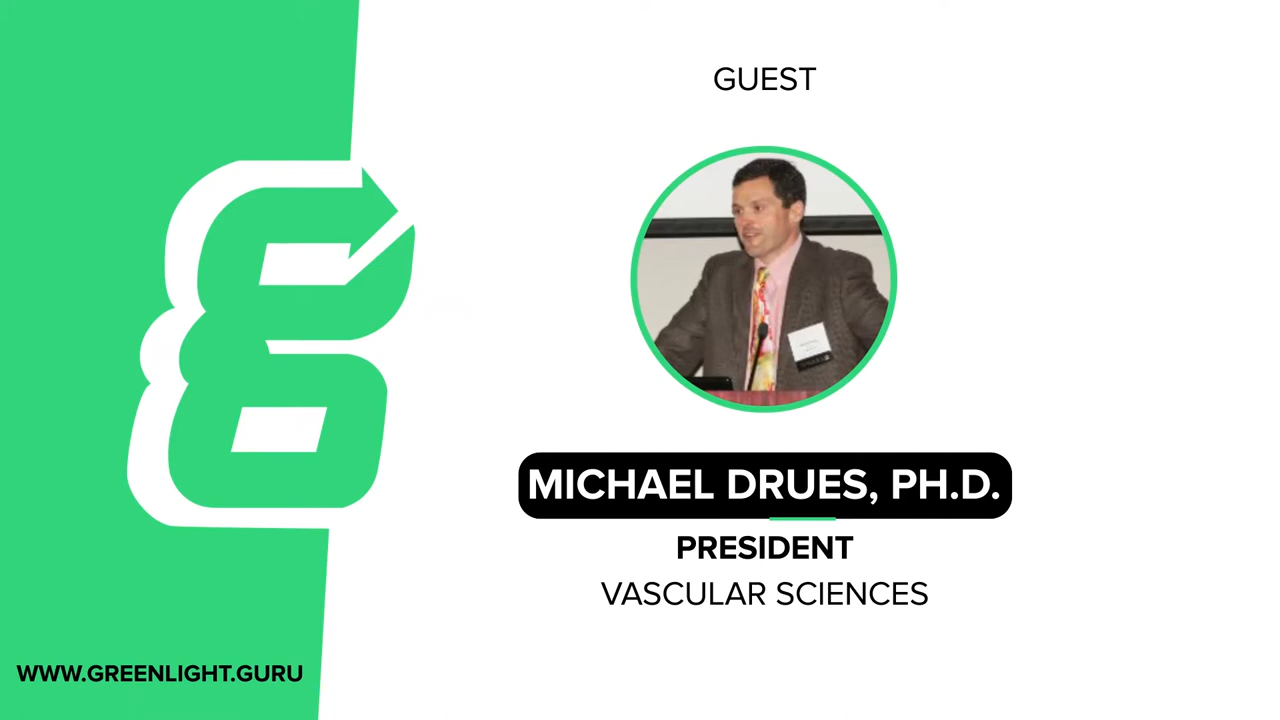 GUEST
MICHAEL DRUES, PH.D.
PRESIDENT
VASCULAR SCIENCES
WWW.GREENLIGHT.GURU